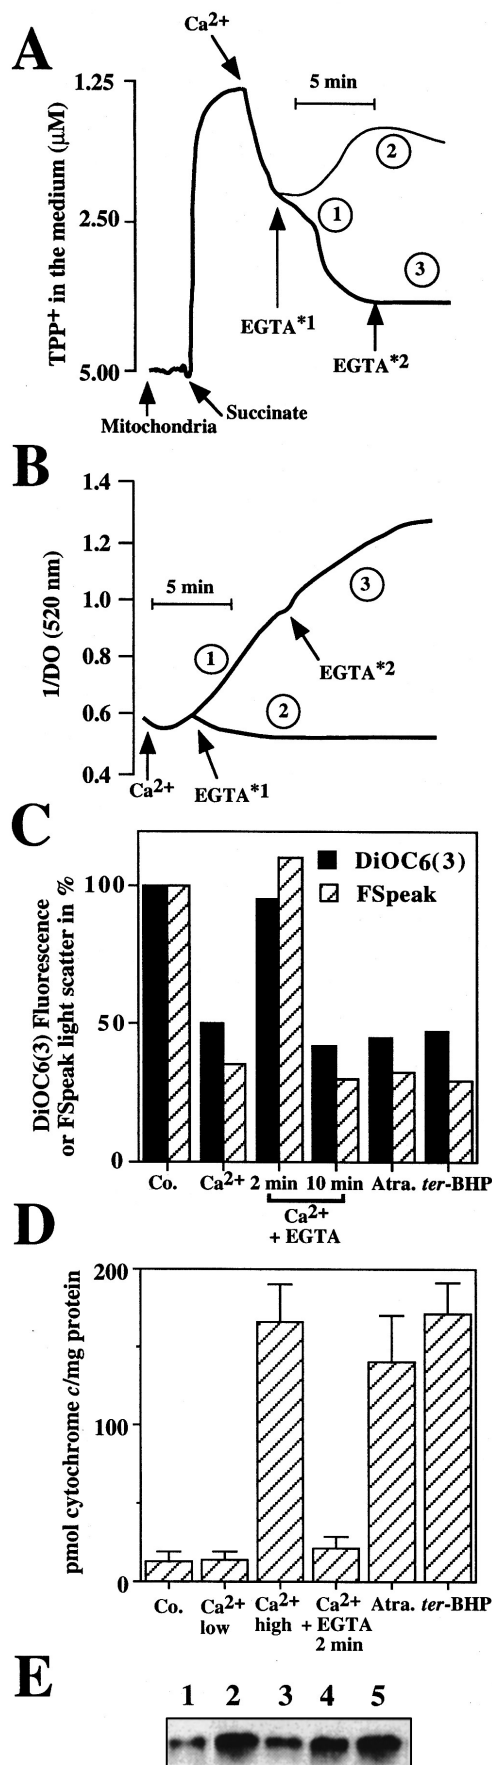 A
Ca2+
1.25
5 min
2
2.50
1
3
EGTA*1
EGTA*2
5.00
Succinate
Mitochondria
TPP+ in the medium (μM)
B
1.4
1.2
5 min
3
1.0
1
0.8
EGTA*2
2
0.6
0.4
Ca2+
EGTA*1
1/DO (520 nm)
C
DiOC6(3)
FSpeak
100
50
0
DiOC6(3) Fluorescence
or FSpeak light scatter in %
Co. Ca2+ 2 min 10 min Atra. ter-BHP
Ca2+
+ EGTA
D
200
100
0
pmol cytochrome c/mg protein
Co. Ca2+ Ca2+ Ca2+ Atra. ter-BHP
low high + EGTA
2 min
E
1 2 3 4 5